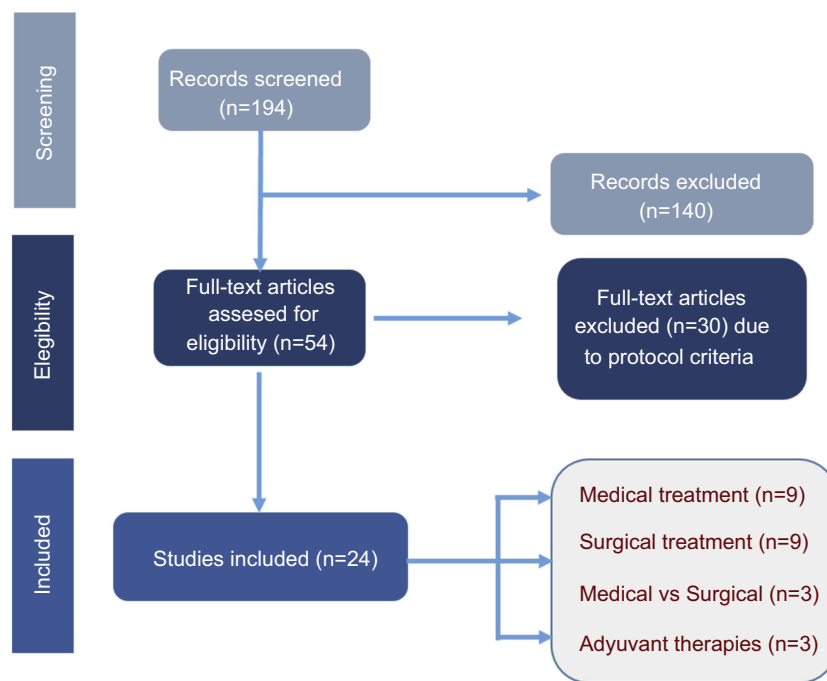 Screening
Records screened
(n=194)
Records excluded
(n=140)
Elegibility
Full-text articles
assesed for
eligibility (n=54)
Full-text articles
excluded (n=30) due
to protocol criteria
Included
Studies included (n=24)
Medical treatment (n=9)
Surgical treatment (n=9)
Medical vs Surgical (n=3)
Adyuvant therapies (n=3)